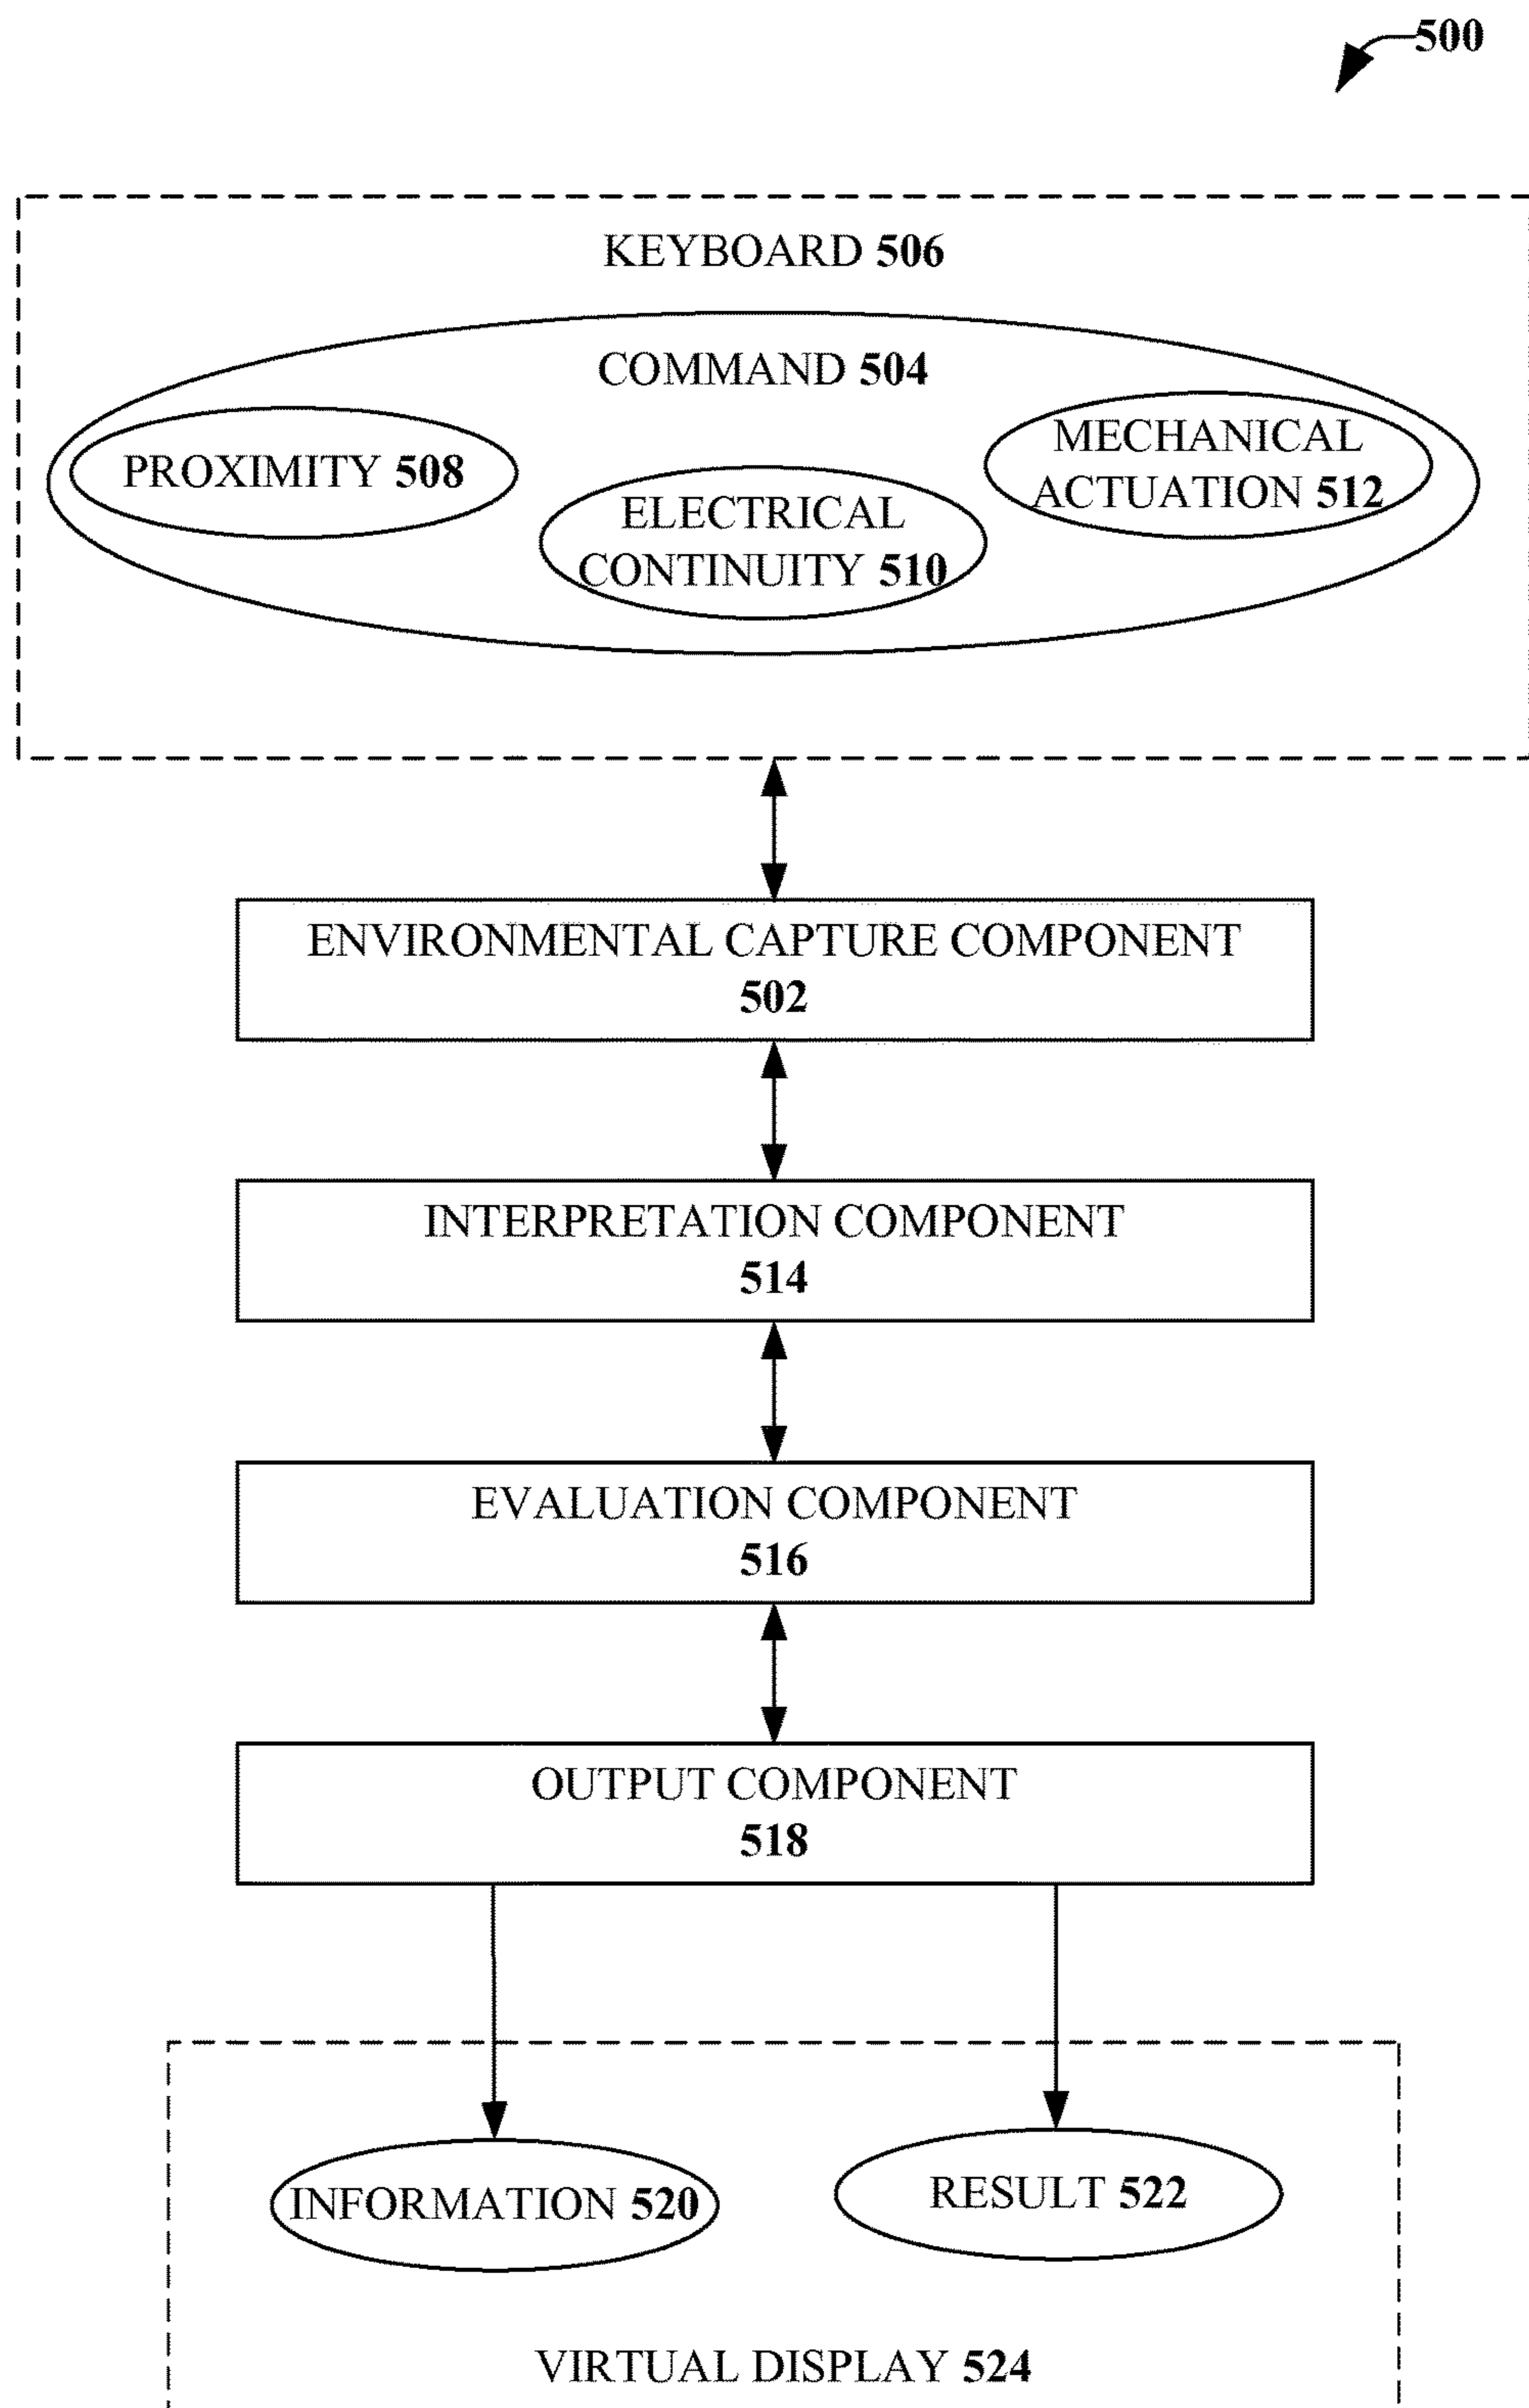 500
KEYBOARD 506
COMMAND 504
PROXIMITY 508
ELECTRICAL
CONTINUITY 510
MECHANICAL
ACTUATION 512
ENVIRONMENTAL CAPTURE COMPONENT
502
INTERPRETATION COMPONENT
514
EVALUATION COMPONENT
516
OUTPUT COMPONENT
518
INFORMATION 520
RESULT 522
VIRTUAL DISPLAY 524